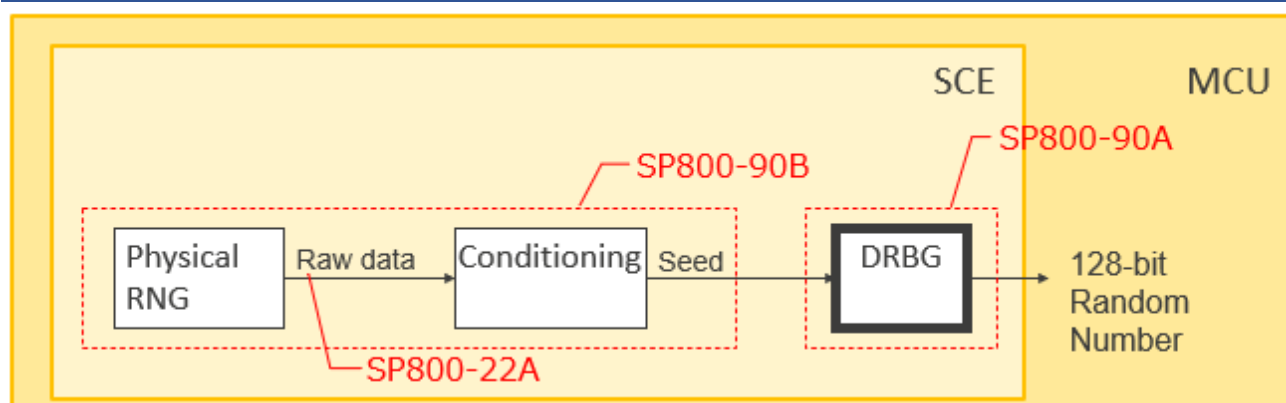 SCE
MCU
SP800-90A
SP800-90B
Physical
RNG
Raw data
Conditioning
Seed
DRBG
128-bit
Random
Number
SP800-22A